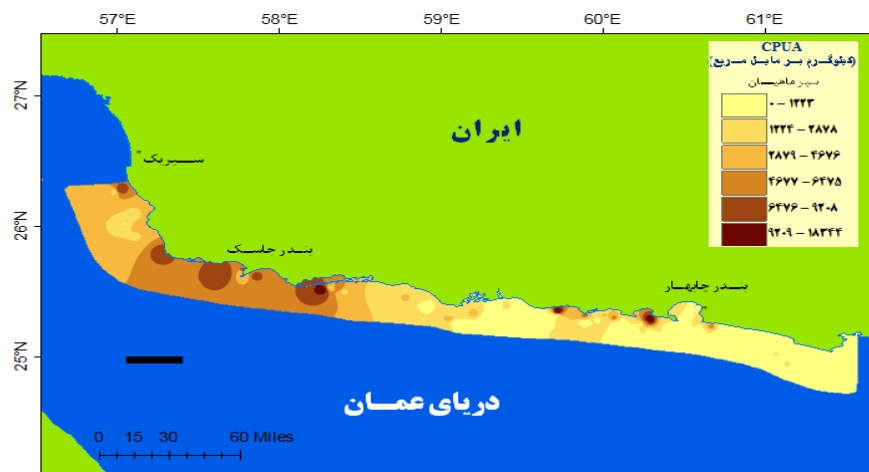 57°E 58°E 59°E 60°E 61°E
27°N
26°N
25°N
CPUA
(کیلوگرم بر مایل مربع)
سپر ماهیان
۰ – ۱۲۲۳
۱۲۲۴ – ۲۸۷۸
۲۸۷۹ – ۴۶۷۶
۴۶۷۷ – ۶۴۷۵
۶۴۷۶ – ۹۲۰۸
۹۲۰۹ – ۱۸۳۴۴
ایران
سیریک
بندر جاسک
بندر چابهار
دریای عمان
0 15 30 60 Miles